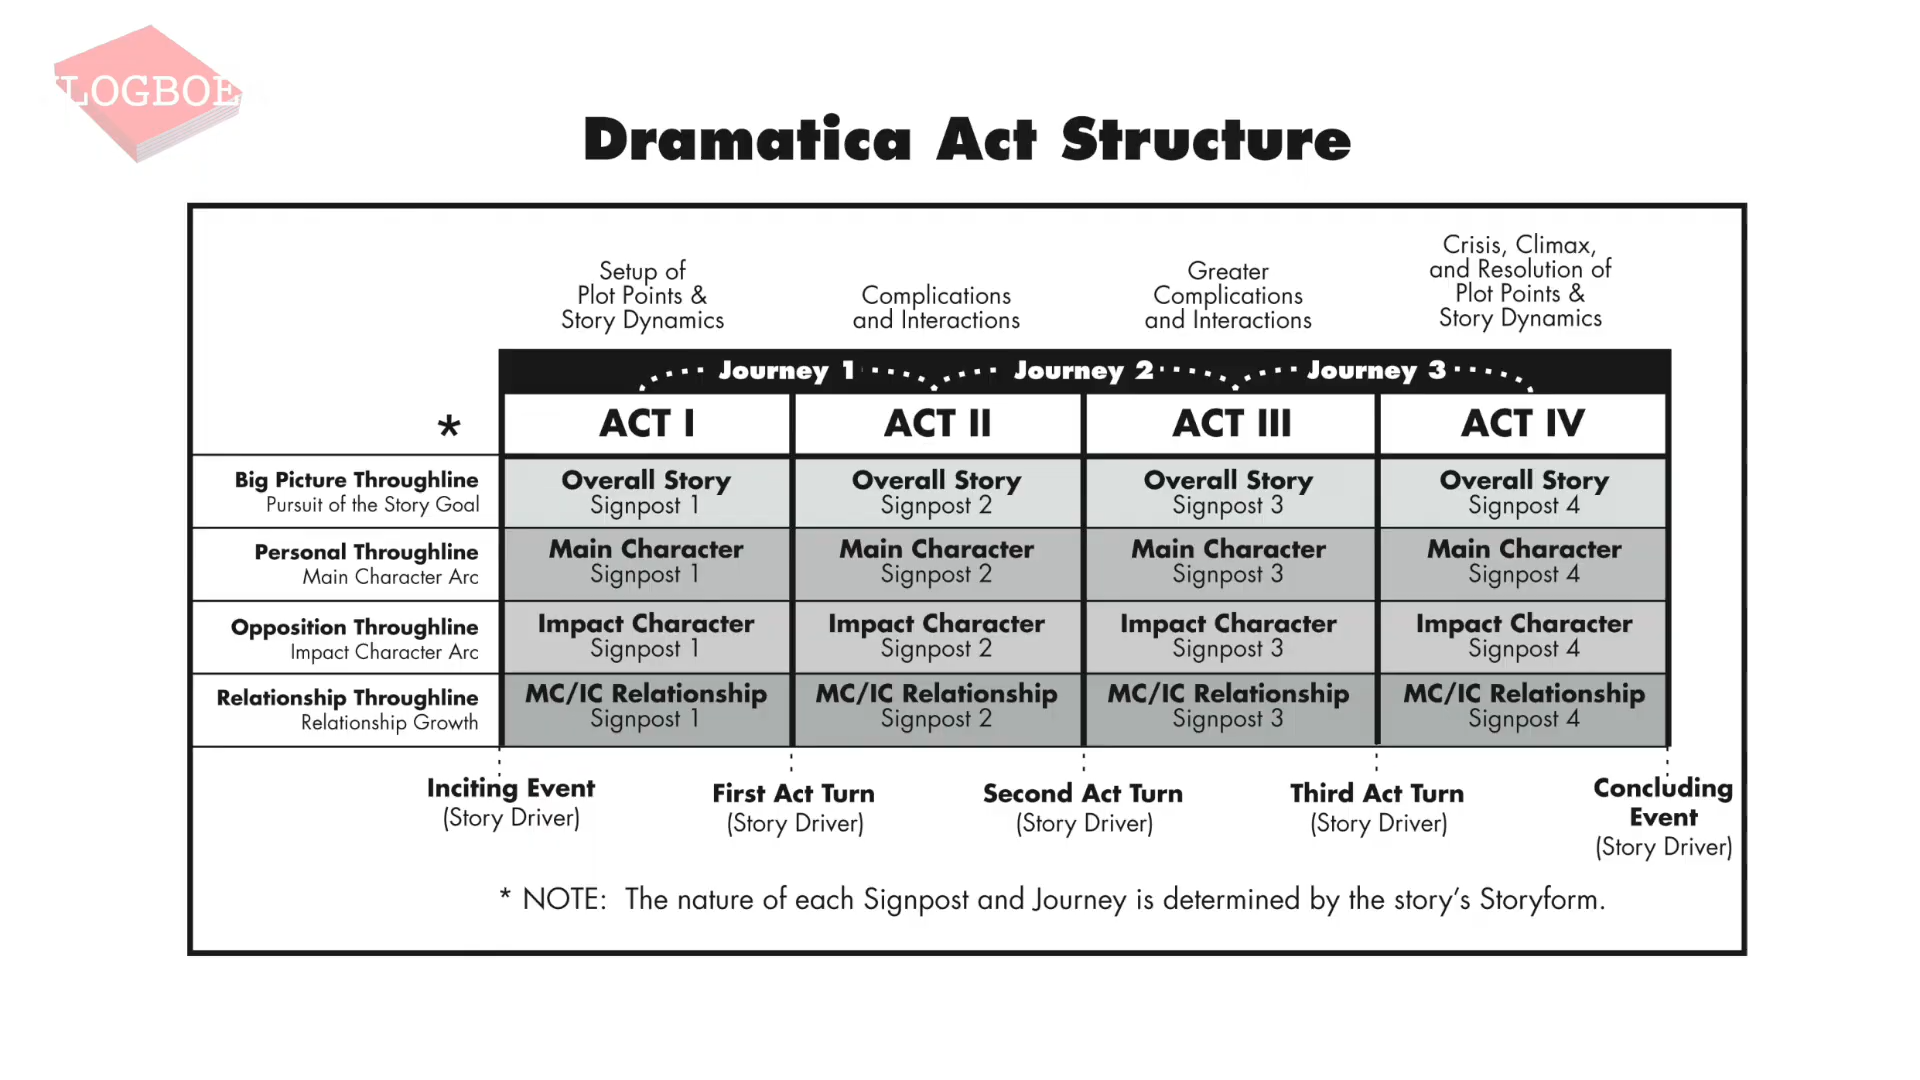 LOGBOE
Dramatica Act Structure
Setup of
Plot Points &
Story Dynamics
Complications
and Interactions
Greater
Complications
and Interactions
Crisis, Climax,
and Resolution of
Plot Points &
Story Dynamics
Journey 1 Journey 2 Journey 3
* ACT I ACT II ACT III ACT IV
Big Picture Throughline
Pursuit of the Story Goal
Overall Story
Signpost 1
Overall Story
Signpost 2
Overall Story
Signpost 3
Overall Story
Signpost 4
Personal Throughline
Main Character Arc
Main Character
Signpost 1
Main Character
Signpost 2
Main Character
Signpost 3
Main Character
Signpost 4
Opposition Throughline
Impact Character Arc
Impact Character
Signpost 1
Impact Character
Signpost 2
Impact Character
Signpost 3
Impact Character
Signpost 4
Relationship Throughline
Relationship Growth
MC/IC Relationship
Signpost 1
MC/IC Relationship
Signpost 2
MC/IC Relationship
Signpost 3
MC/IC Relationship
Signpost 4
Inciting Event
(Story Driver)
First Act Turn
(Story Driver)
Second Act Turn
(Story Driver)
Third Act Turn
(Story Driver)
Concluding
Event
(Story Driver)
* NOTE: The nature of each Signpost and Journey is determined by the story's Storyform.